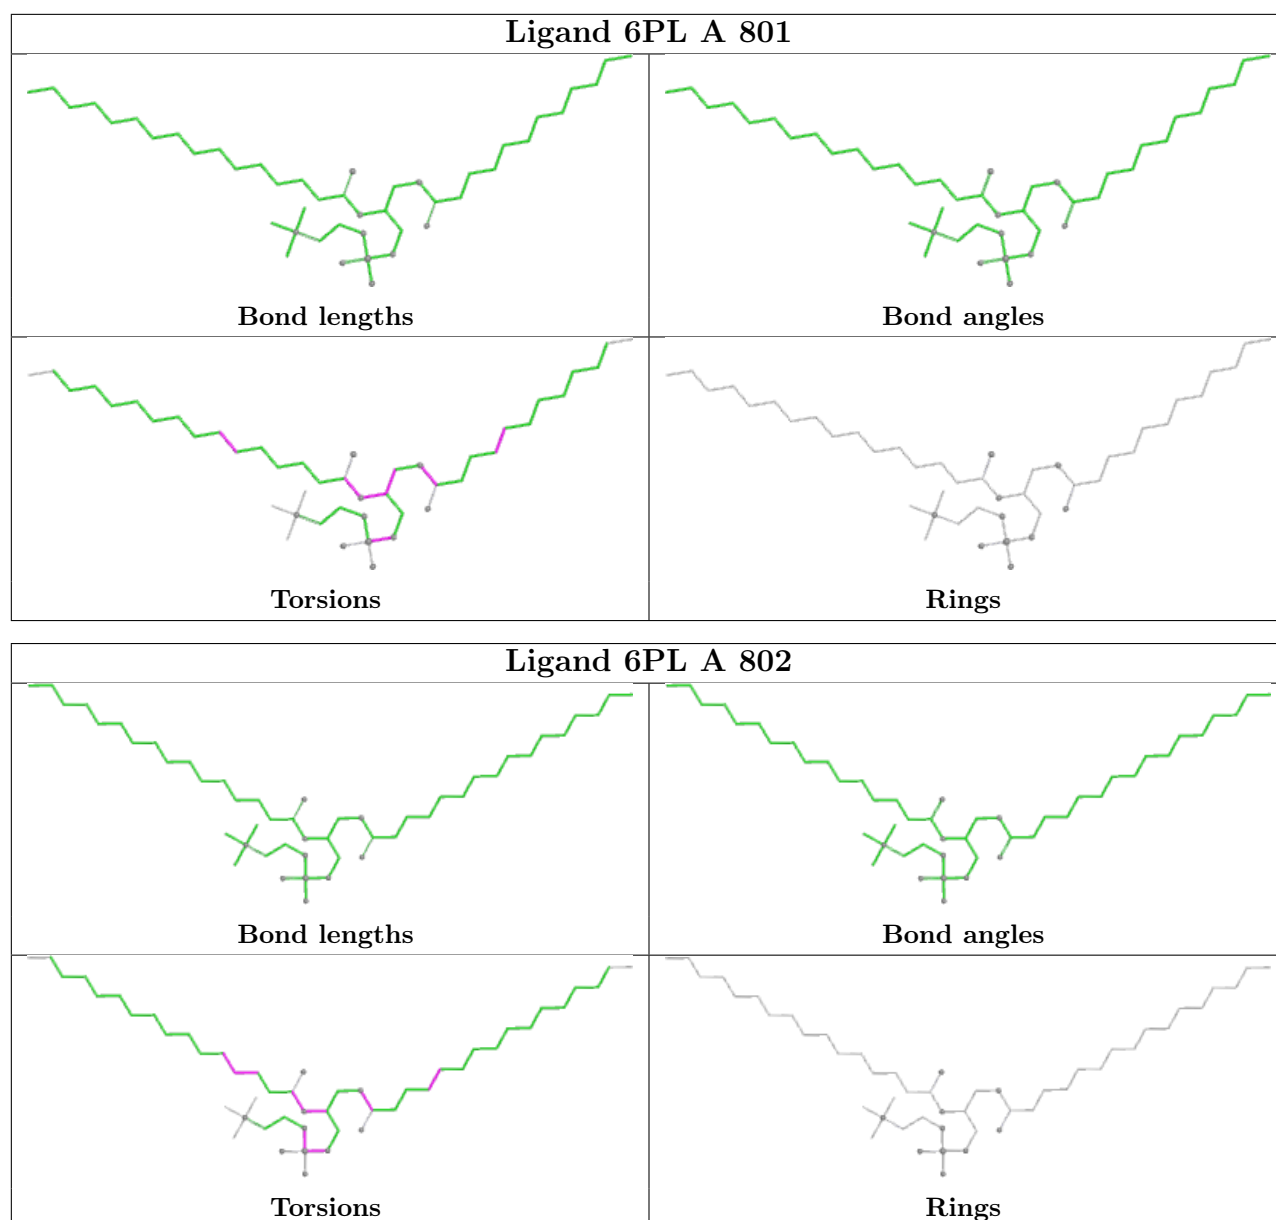 Ligand 6PL A 801
Bond lengths
Bond angles
Torsions
Rings
Ligand 6PL A 802
Bond lengths
Bond angles
Torsions
Rings